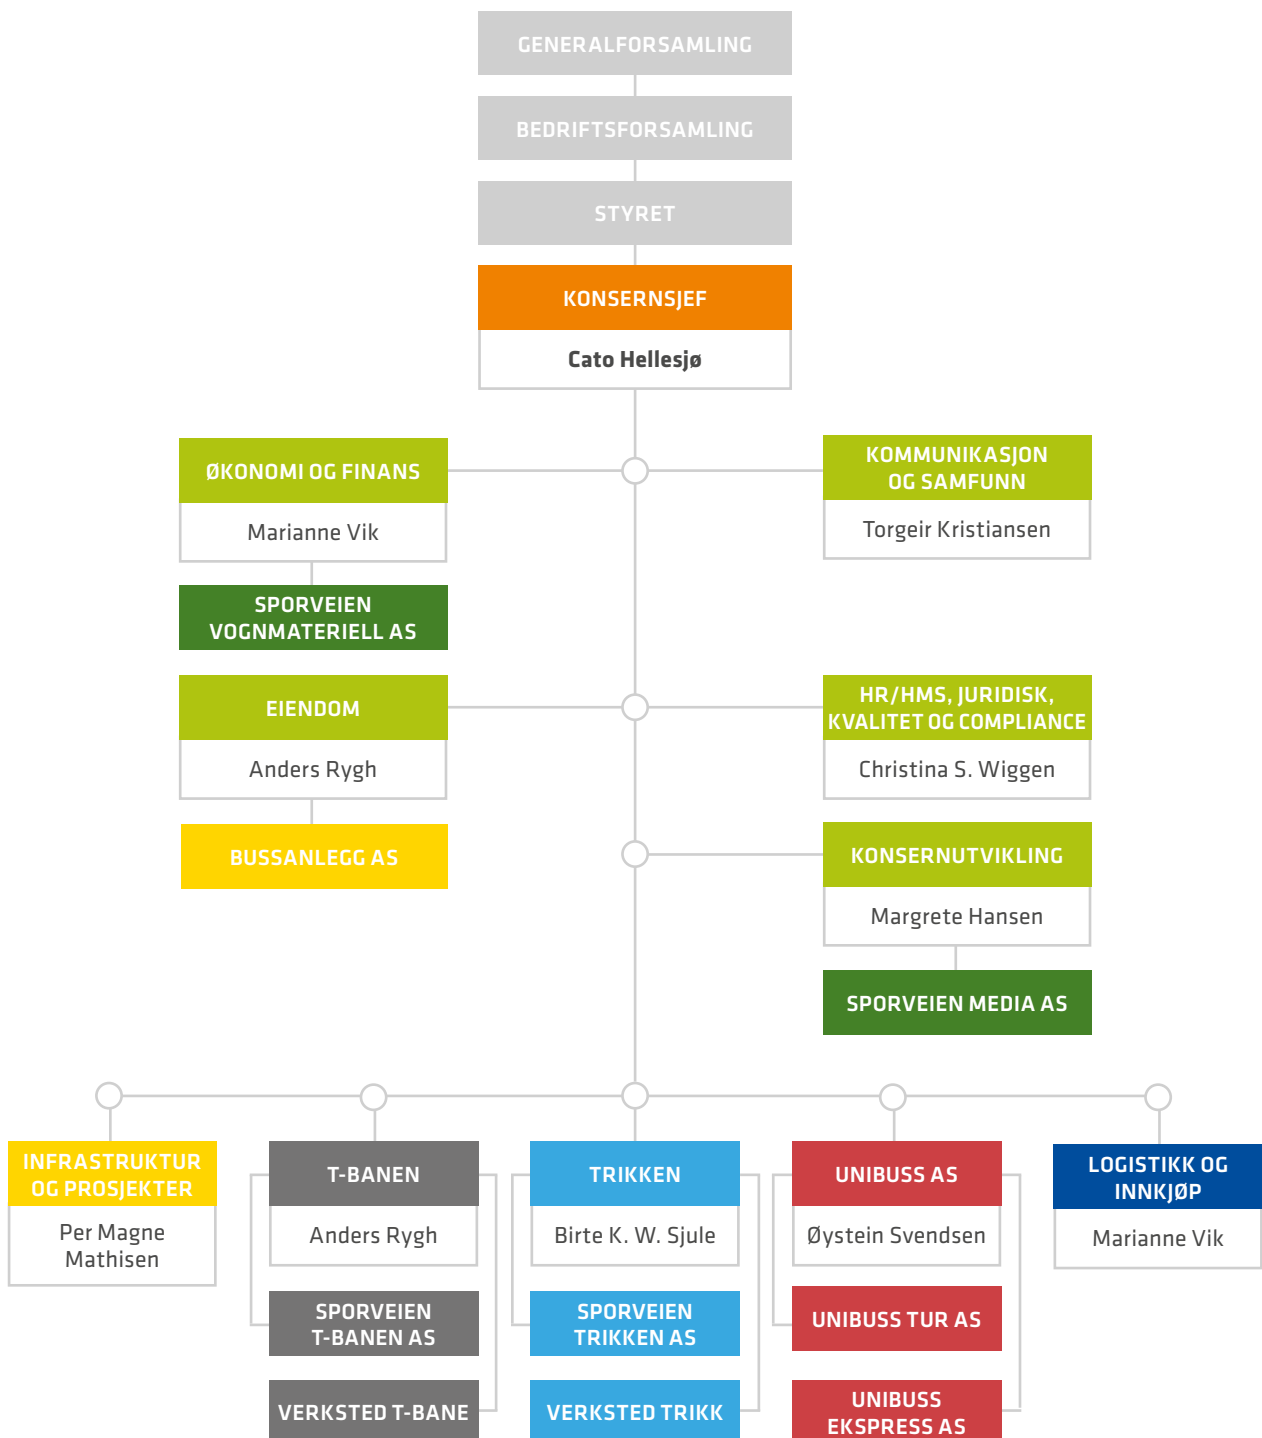 GENERALFORSAMLING
BEDRIFTSFORSAMLING
STYRET
KONSERNSJEF
Cato Hellesjø
ØKONOMI OG FINANS
Marianne Vik
SPORVEIEN
VOGNMATERIELL AS
KOMMUNIKASJON
OG SAMFUNN
Torgeir Kristiansen
EIENDOM
Anders Rygh
BUSSANLEGG AS
HR/HMS, JURIDISK,
KVALITET OG COMPLIANCE
Christina S. Wiggen
KONSERNUTVIKLING
Margrete Hansen
SPORVEIEN MEDIA AS
INFRASTRUKTUR
OG PROSJEKTER
Per Magne
Mathisen
T-BANEN
Anders Rygh
SPORVEIEN
T-BANEN AS
VERKSTED T-BANE
TRIKKEN
Birte K. W. Sjule
SPORVEIEN
TRIKKEN AS
VERKSTED TRIKK
UNIBUSS AS
Øystein Svendsen
UNIBUSS TUR AS
UNIBUSS
EKSPRESS AS
LOGISTIKK OG
INNKJØP
Marianne Vik